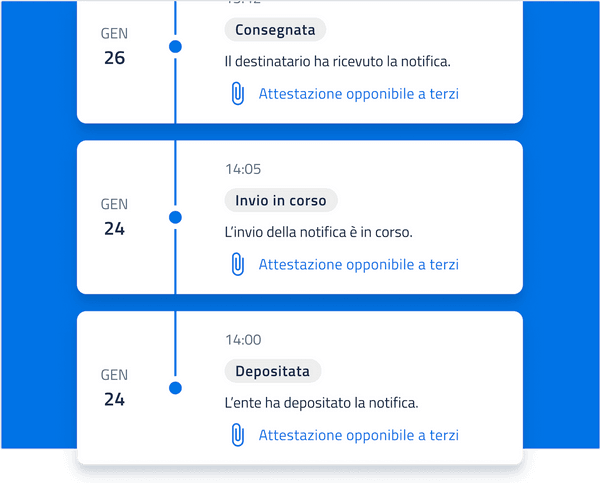 GEN
26
Consegnata
Il destinatario ha ricevuto la notifica.
Attestazione opponibile a terzi
14:05
GEN
24
Invio in corso
L’invio della notifica è in corso.
Attestazione opponibile a terzi
14:00
GEN
24
Depositata
L’ente ha depositato la notifica.
Attestazione opponibile a terzi